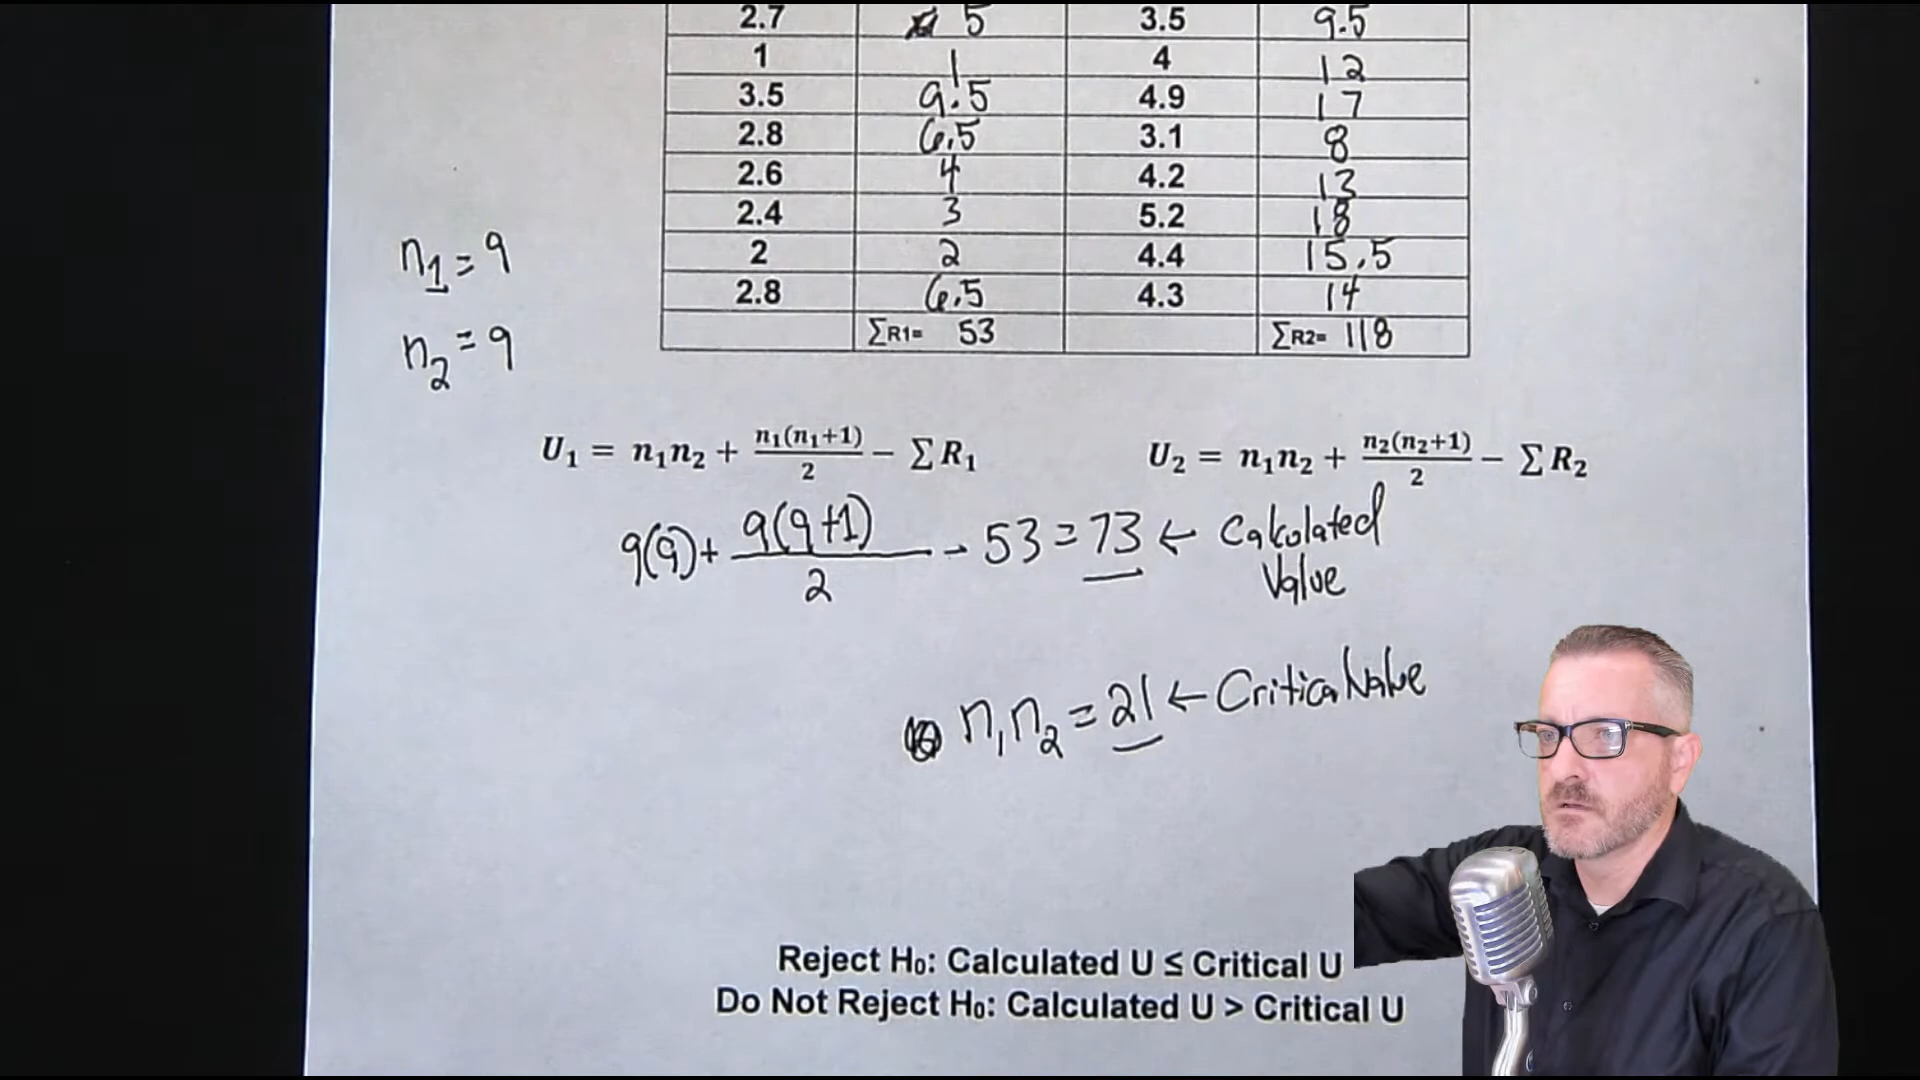 2.7 5 3.5 9.5
1 1 4 12
3.5 9.5 4.9 17
2.8 6.5 3.1 8
2.6 4 4.2 13
2.4 3 5.2 18
2 2 4.4 15.5
2.8 6.5 4.3 14
∑R1= 53 ∑R2= 118
n1 = 9
n2 = 9
U1 = n1n2 + n1(n1+1)/2 − ∑R1
U2 = n1n2 + n2(n2+1)/2 − ∑R2
9(9) + 9(9+1)/2 - 53 = 73 ← Calculated
Value
n1n2 = 21 ← Critical Value
Reject H0: Calculated U ≤ Critical U
Do Not Reject H0: Calculated U > Critical U